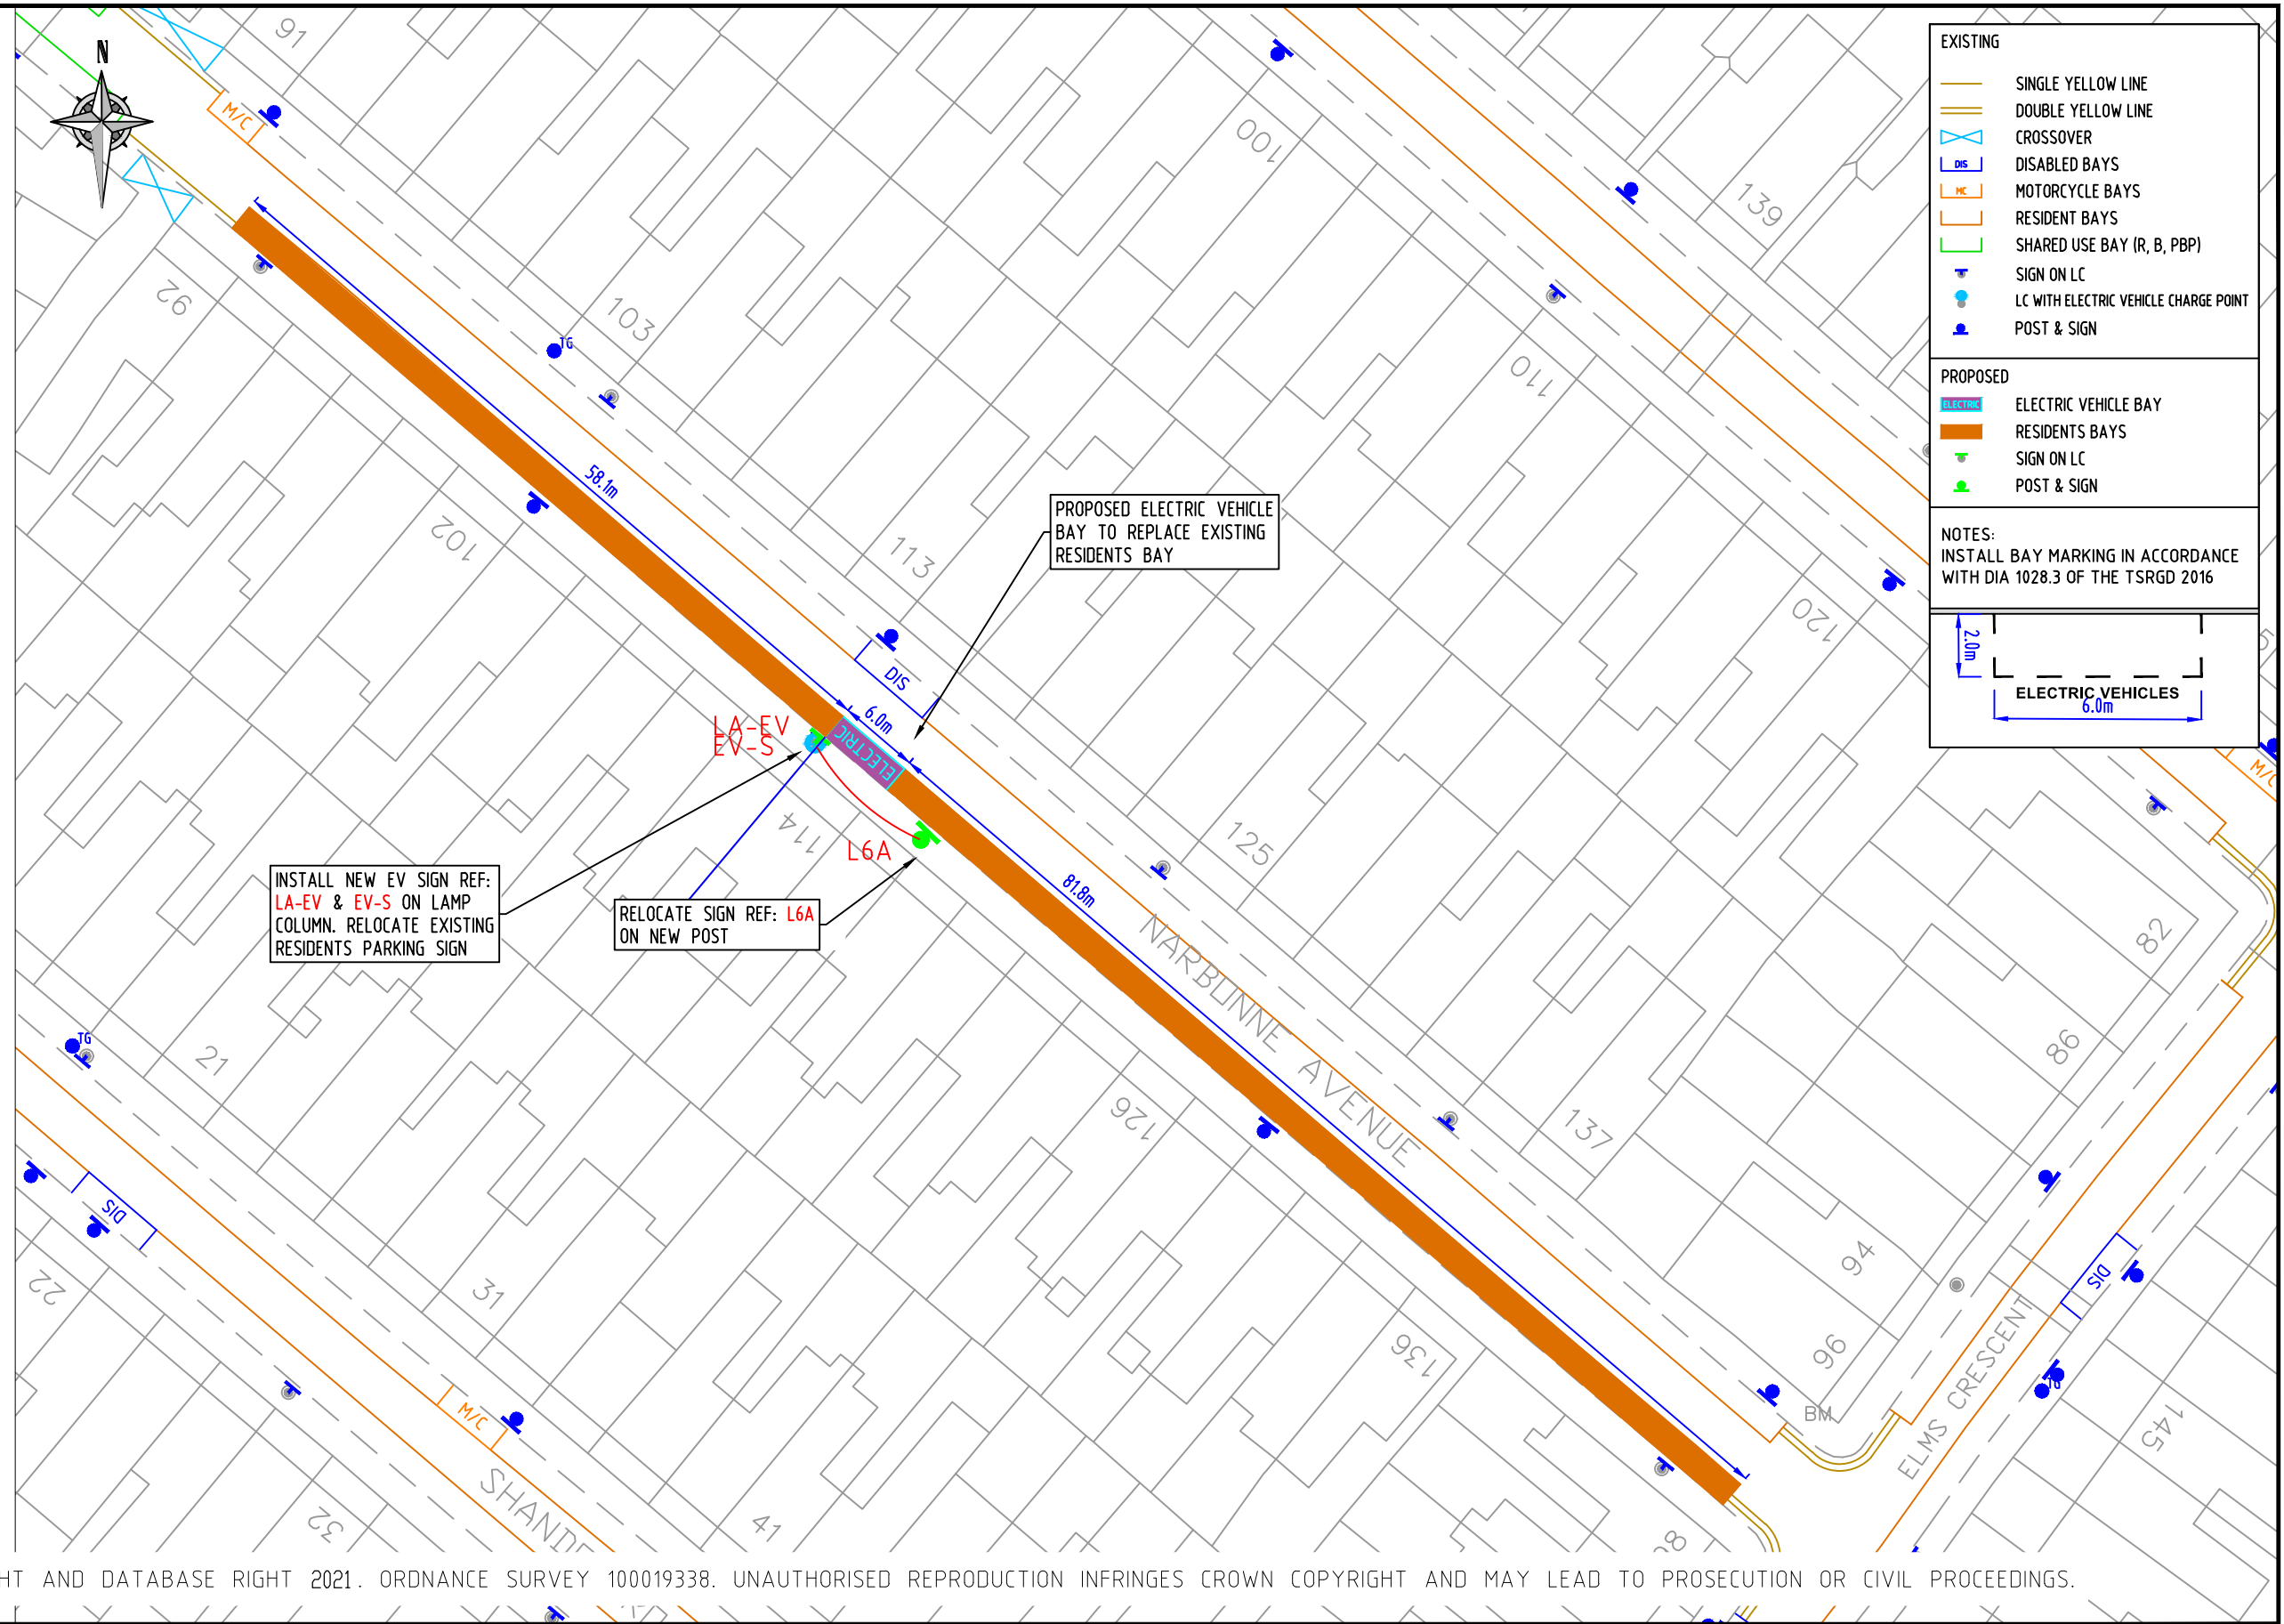 N
91
M/C
92
103
TG
100
139
110
102
58.1m
113
120
PROPOSED ELECTRIC VEHICLE
BAY TO REPLACE EXISTING
RESIDENTS BAY
DIS
6.0m
LA-EV
EV-S
ELECTRIC
114
L6A
125
81.8m
INSTALL NEW EV SIGN REF:
LA-EV & EV-S ON LAMP
COLUMN. RELOCATE EXISTING
RESIDENTS PARKING SIGN
RELOCATE SIGN REF: L6A
ON NEW POST
NARBONNE AVENUE
M/C
82
86
TG
21
126
137
DIS
22
31
94
DIS
136
96
TG
BM
ELMS CRESCENT
145
M/C
32
41
EXISTING
SINGLE YELLOW LINE
DOUBLE YELLOW LINE
CROSSOVER
DIS DISABLED BAYS
MC MOTORCYCLE BAYS
RESIDENT BAYS
SHARED USE BAY (R, B, PBP)
SIGN ON LC
LC WITH ELECTRIC VEHICLE CHARGE POINT
POST & SIGN
PROPOSED
ELECTRIC ELECTRIC VEHICLE BAY
RESIDENTS BAYS
SIGN ON LC
POST & SIGN
NOTES:
INSTALL BAY MARKING IN ACCORDANCE
WITH DIA 1028.3 OF THE TSRGD 2016
2.0m
ELECTRIC VEHICLES
6.0m
AND DATABASE RIGHT 2021. ORDNANCE SURVEY 100019338. UNAUTHORISED REPRODUCTION INFRINGES CROWN COPYRIGHT AND MAY LEAD TO PROSECUTION OR CIVIL PROCEEDINGS.